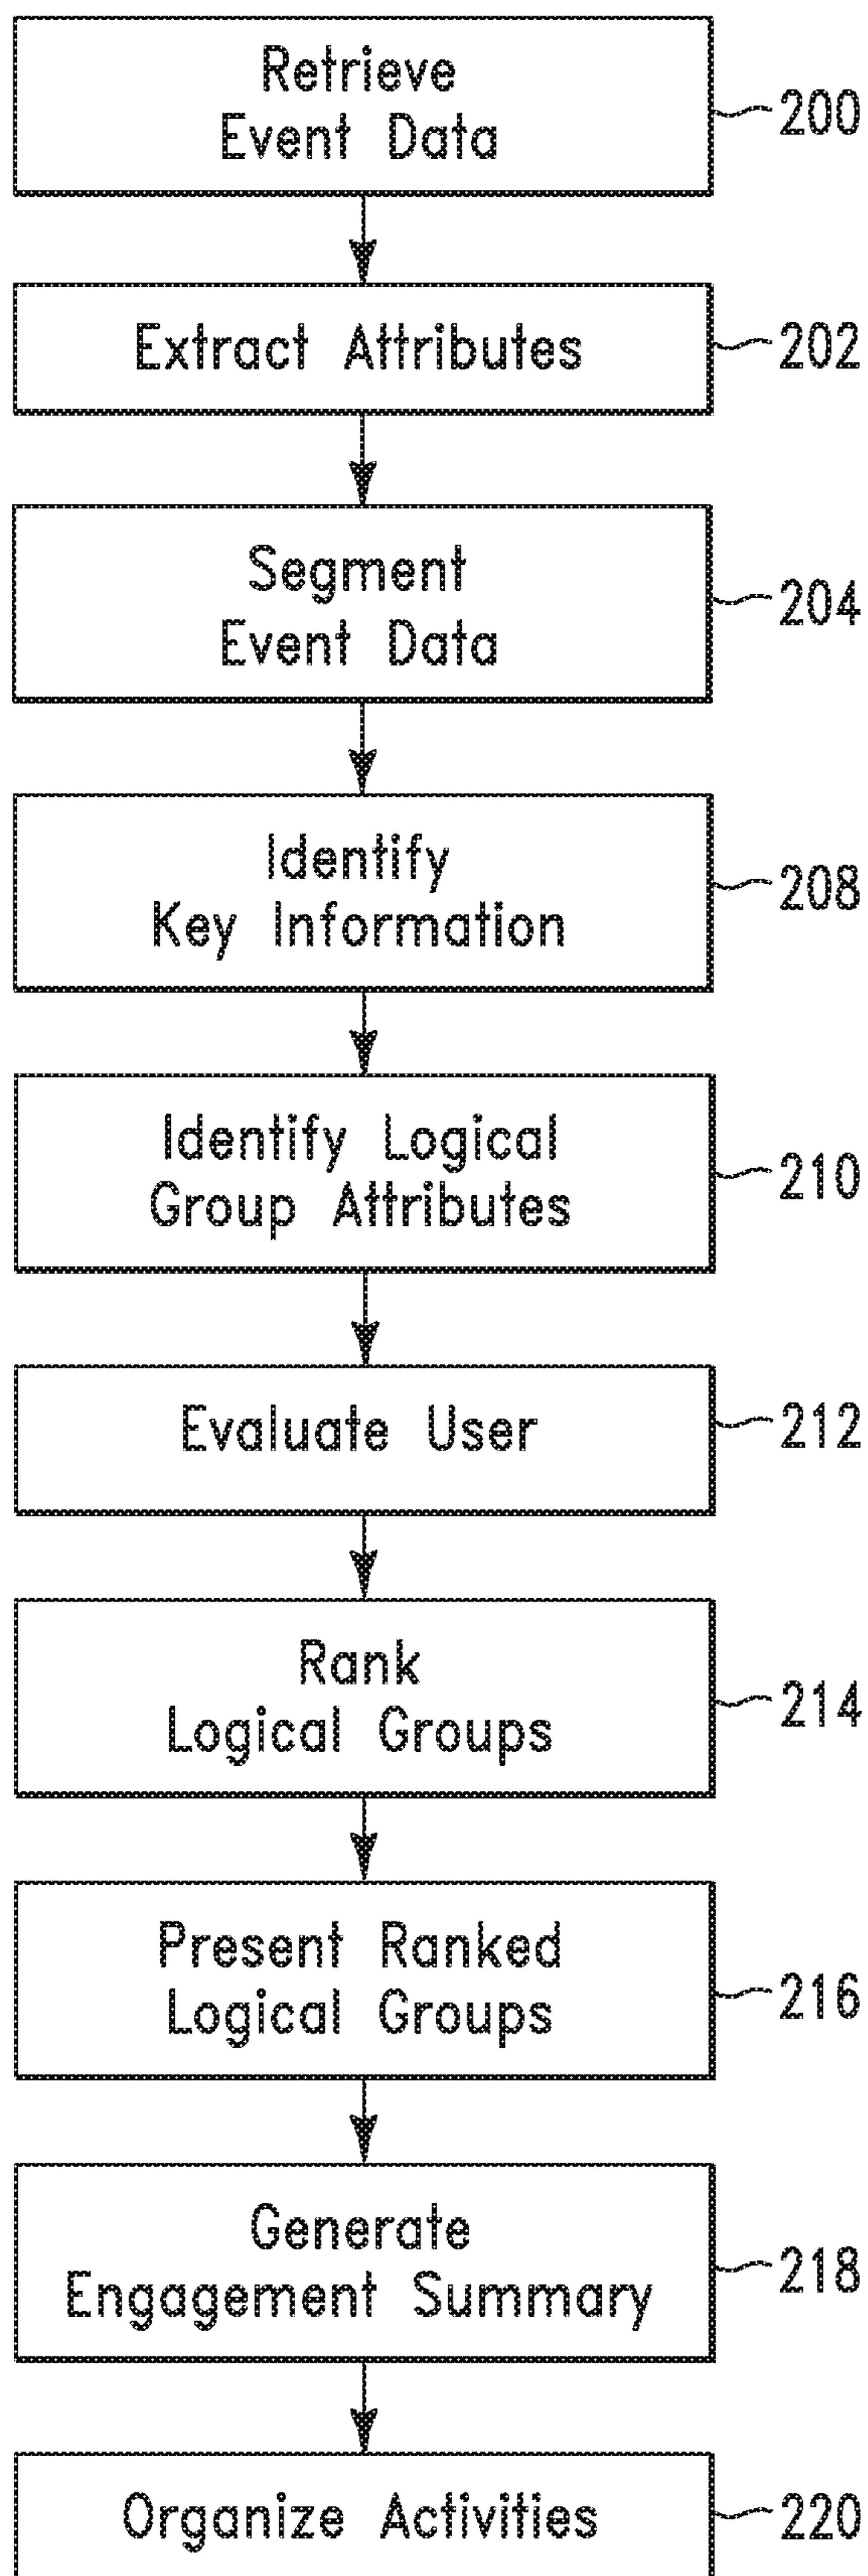 Retrieve
Event Data
200
Extract Attributes
202
Segment
Event Data
204
Identify
Key Information
208
Identify Logical
Group Attributes
210
Evaluate User
212
Rank
Logical Groups
214
Present Ranked
Logical Groups
216
Generate
Engagement Summary
218
Organize Activities
220